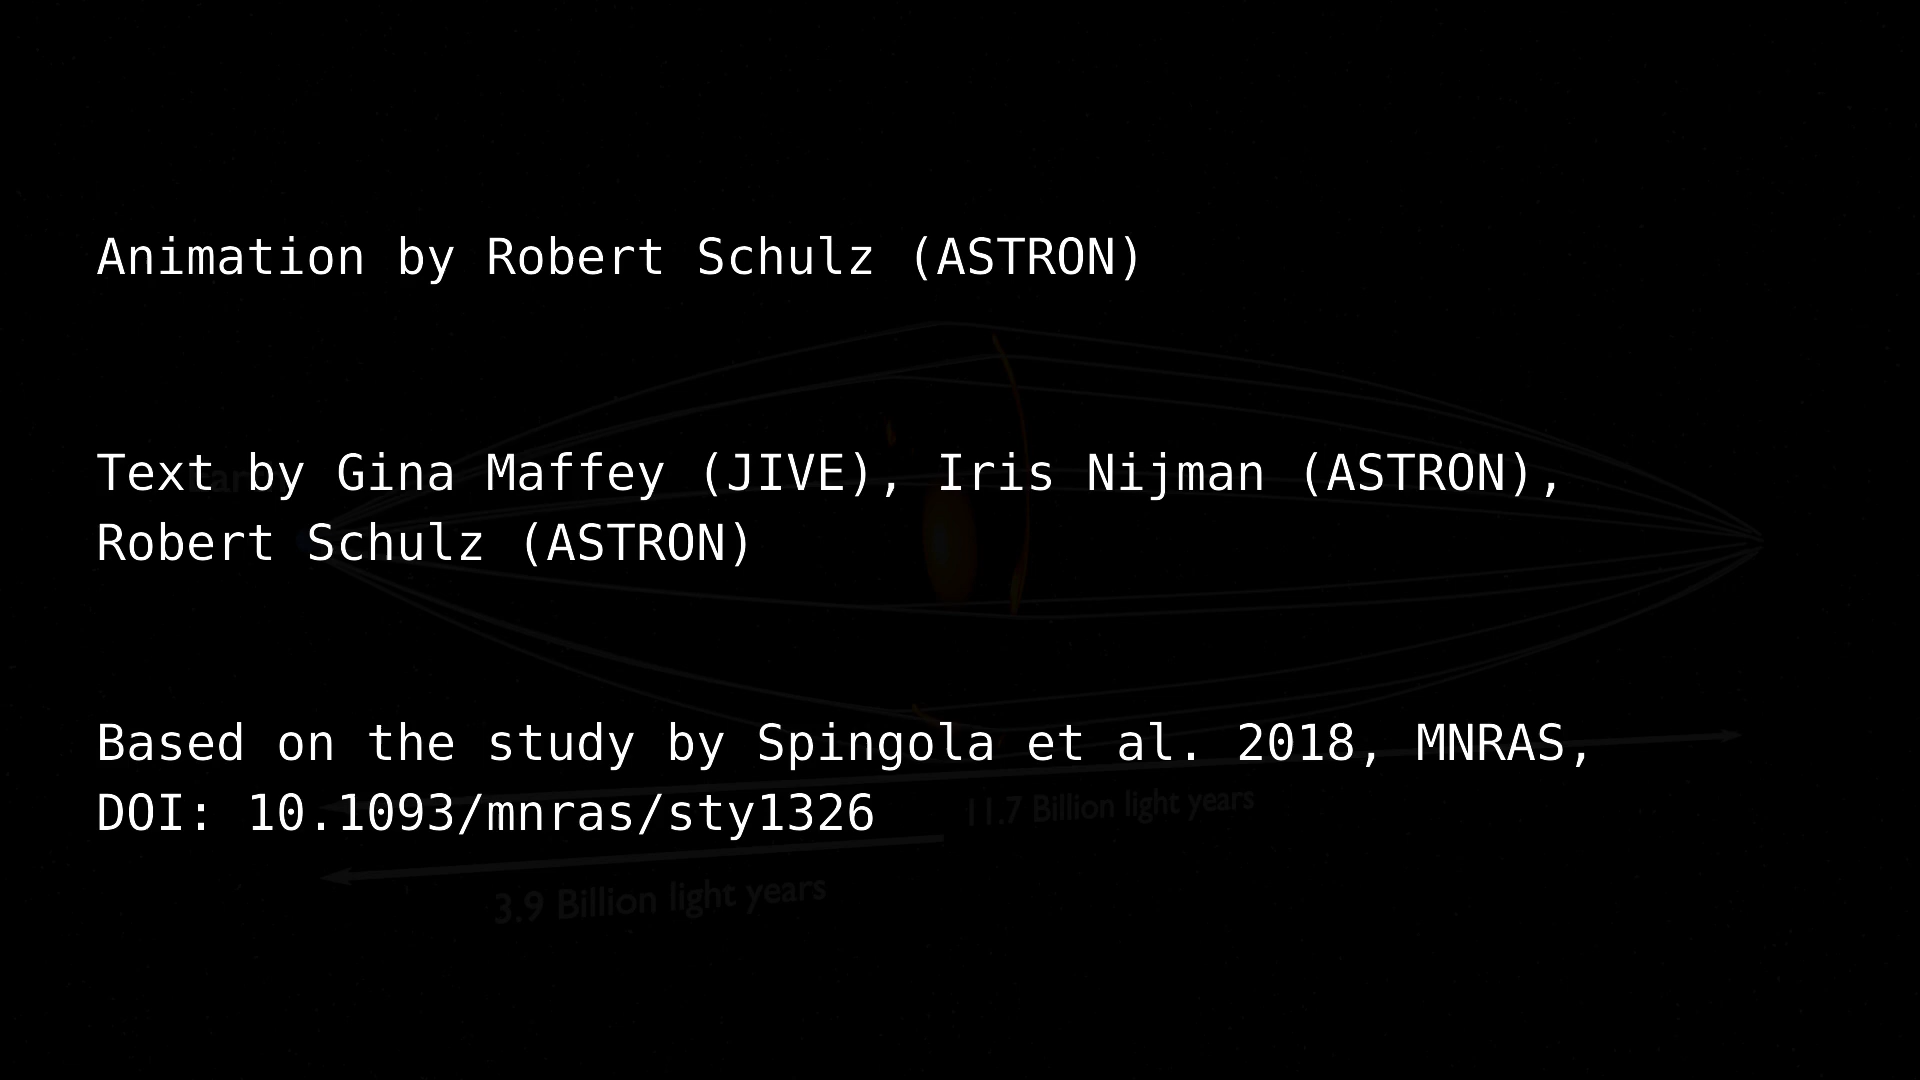 Animation by Robert Schulz (ASTRON)
Text by Gina Maffey (JIVE), Iris Nijman (ASTRON),
Robert Schulz (ASTRON)
Based on the study by Spingola et al. 2018, MNRAS,
DOI: 10.1093/mnras/sty1326
11.7 Billion light years
3.9 Billion light years